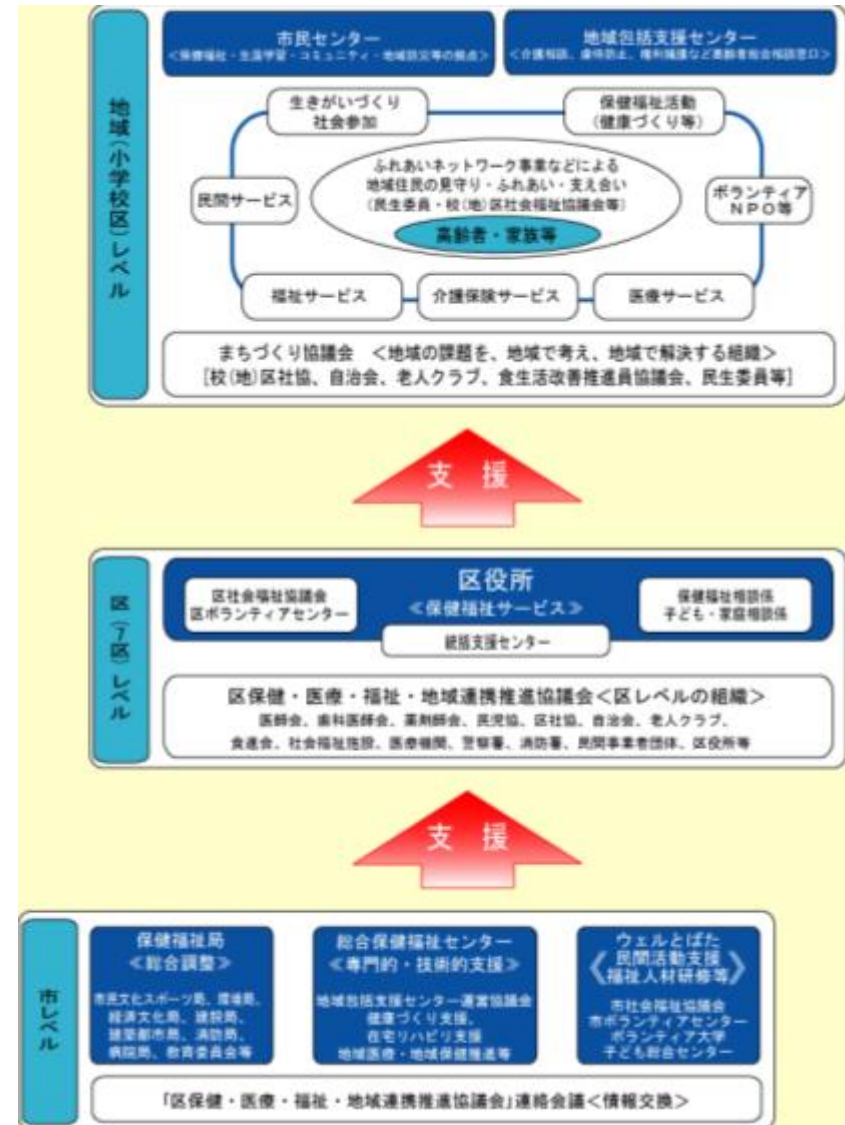 地域(小学校区)レベル
市民センター
<保健福祉・生涯学習・コミュニティ・地域防災等の拠点>
地域包括支援センター
<介護相談、虐待防止、権利擁護など高齢者総合相談窓口>
生きがいづくり
社会参加
保健福祉活動
(健康づくり等)
民間サービス
ふれあいネットワーク事業などによる
地域住民の見守り・ふれあい・支え合い
(民生委員・校(地)区社会福祉協議会等)
高齢者・家族等
ボランティア
NPO等
福祉サービス
介護保険サービス
医療サービス
まちづくり協議会 <地域の課題を、地域で考え、地域で解決する組織>
[校(地)区社協、自治会、老人クラブ、食生活改善推進員協議会、民生委員等]
支 援
区(7区)レベル
区役所
≪保健福祉サービス≫
区社会福祉協議会
区ボランティアセンター
保健福祉相談係
子ども・家庭相談係
統括支援センター
区保健・医療・福祉・地域連携推進協議会<区レベルの組織>
医師会、歯科医師会、薬剤師会、民児協、区社協、自治会、老人クラブ、
食進会、社会福祉施設、医療機関、警察署、消防署、民間事業者団体、区役所等
支 援
市レベル
保健福祉局
≪総合調整≫
市民文化スポーツ局、環境局、
経済文化局、建設局、
建築都市局、消防局、
病院局、教育委員会等
総合保健福祉センター
≪専門的・技術的支援≫
地域包括支援センター運営協議会
健康づくり支援、
在宅リハビリ支援
地域医療・地域保健推進等
ウェルとばた
≪民間活動支援
福祉人材研修等≫
市社会福祉協議会
市ボランティアセンター
ボランティア大学
子ども総合センター
「区保健・医療・福祉・地域連携推進協議会」連絡会議<情報交換>